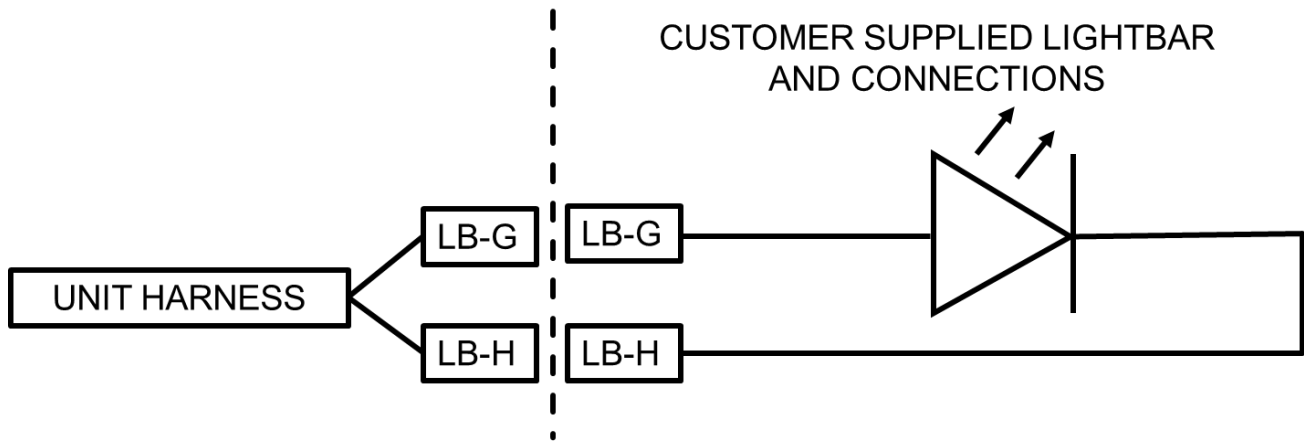 CUSTOMER SUPPLIED LIGHTBAR
AND CONNECTIONS
LB-G
LB-G
UNIT HARNESS
LB-H
LB-H